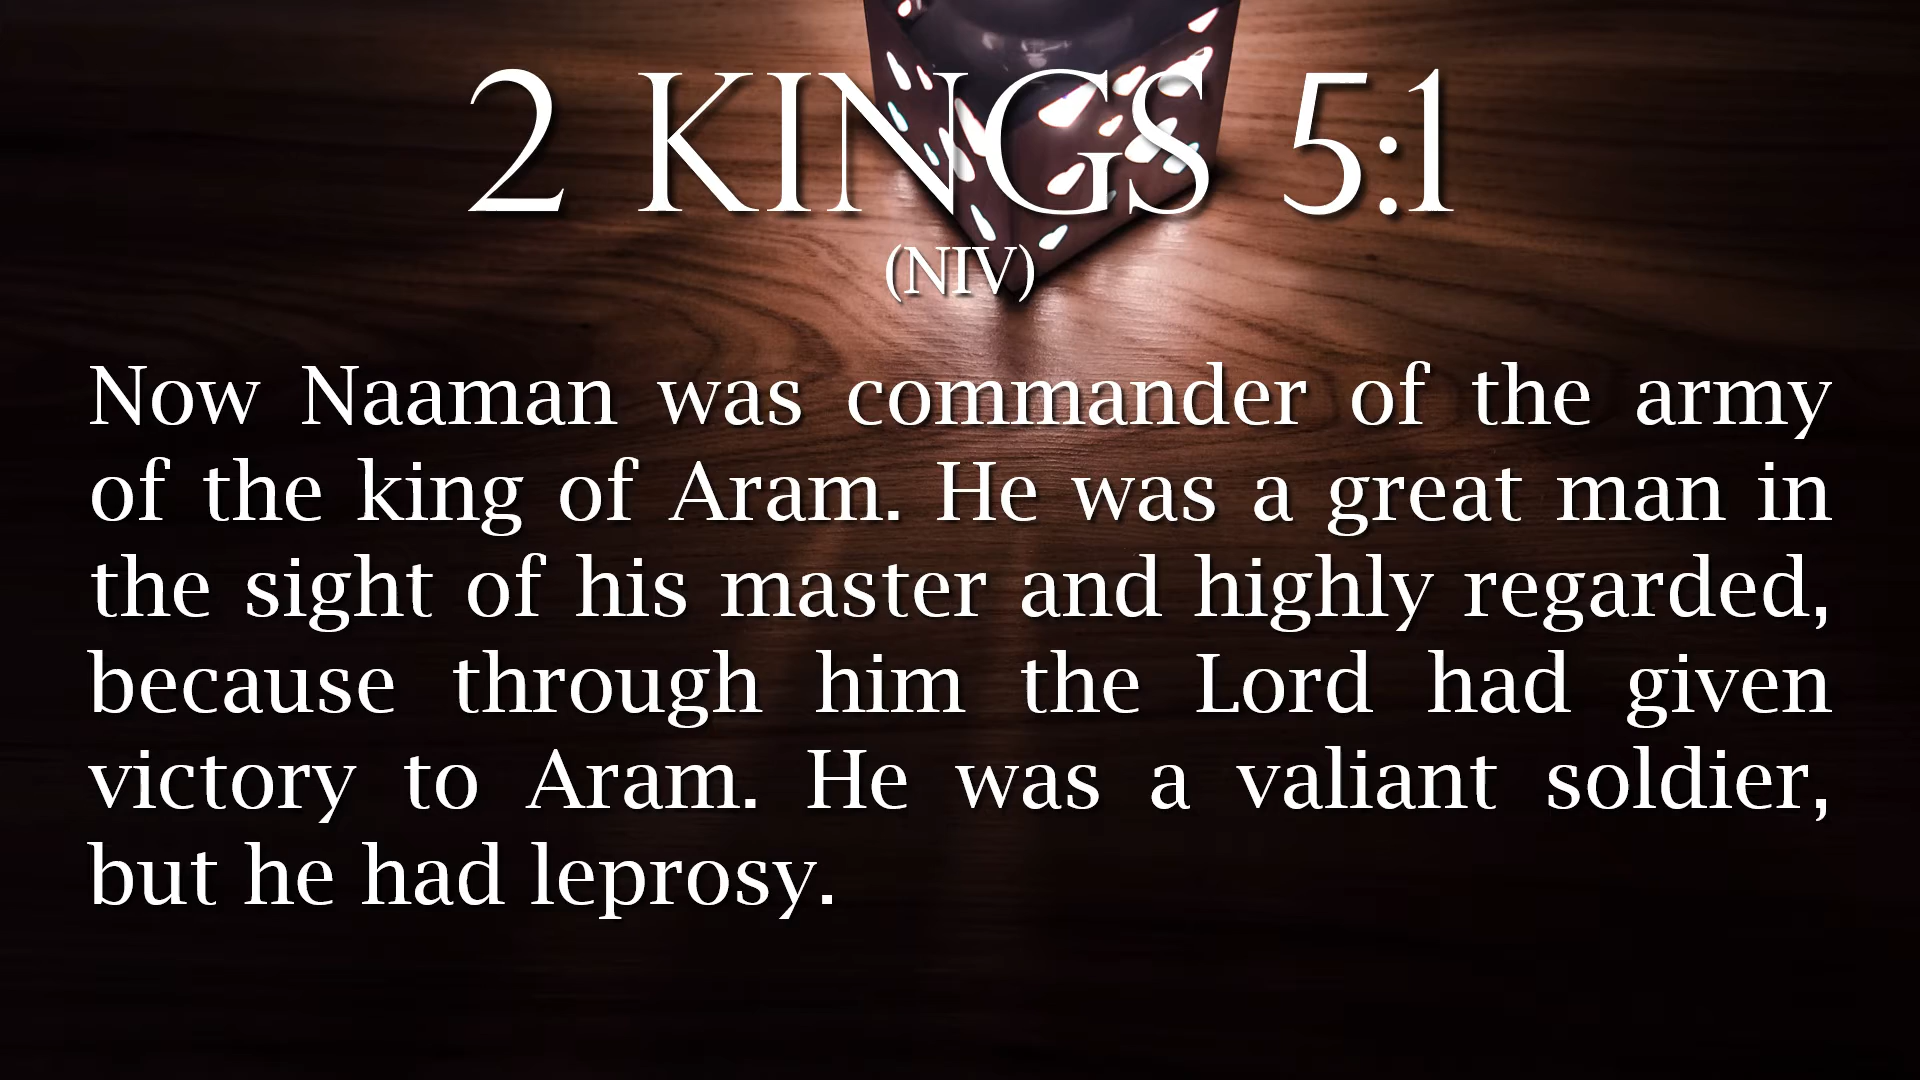 2 KINGS 5:1
(NIV)
Now Naaman was commander of the army
of the king of Aram. He was a great man in
the sight of his master and highly regarded,
because through him the Lord had given
victory to Aram. He was a valiant soldier,
but he had leprosy.